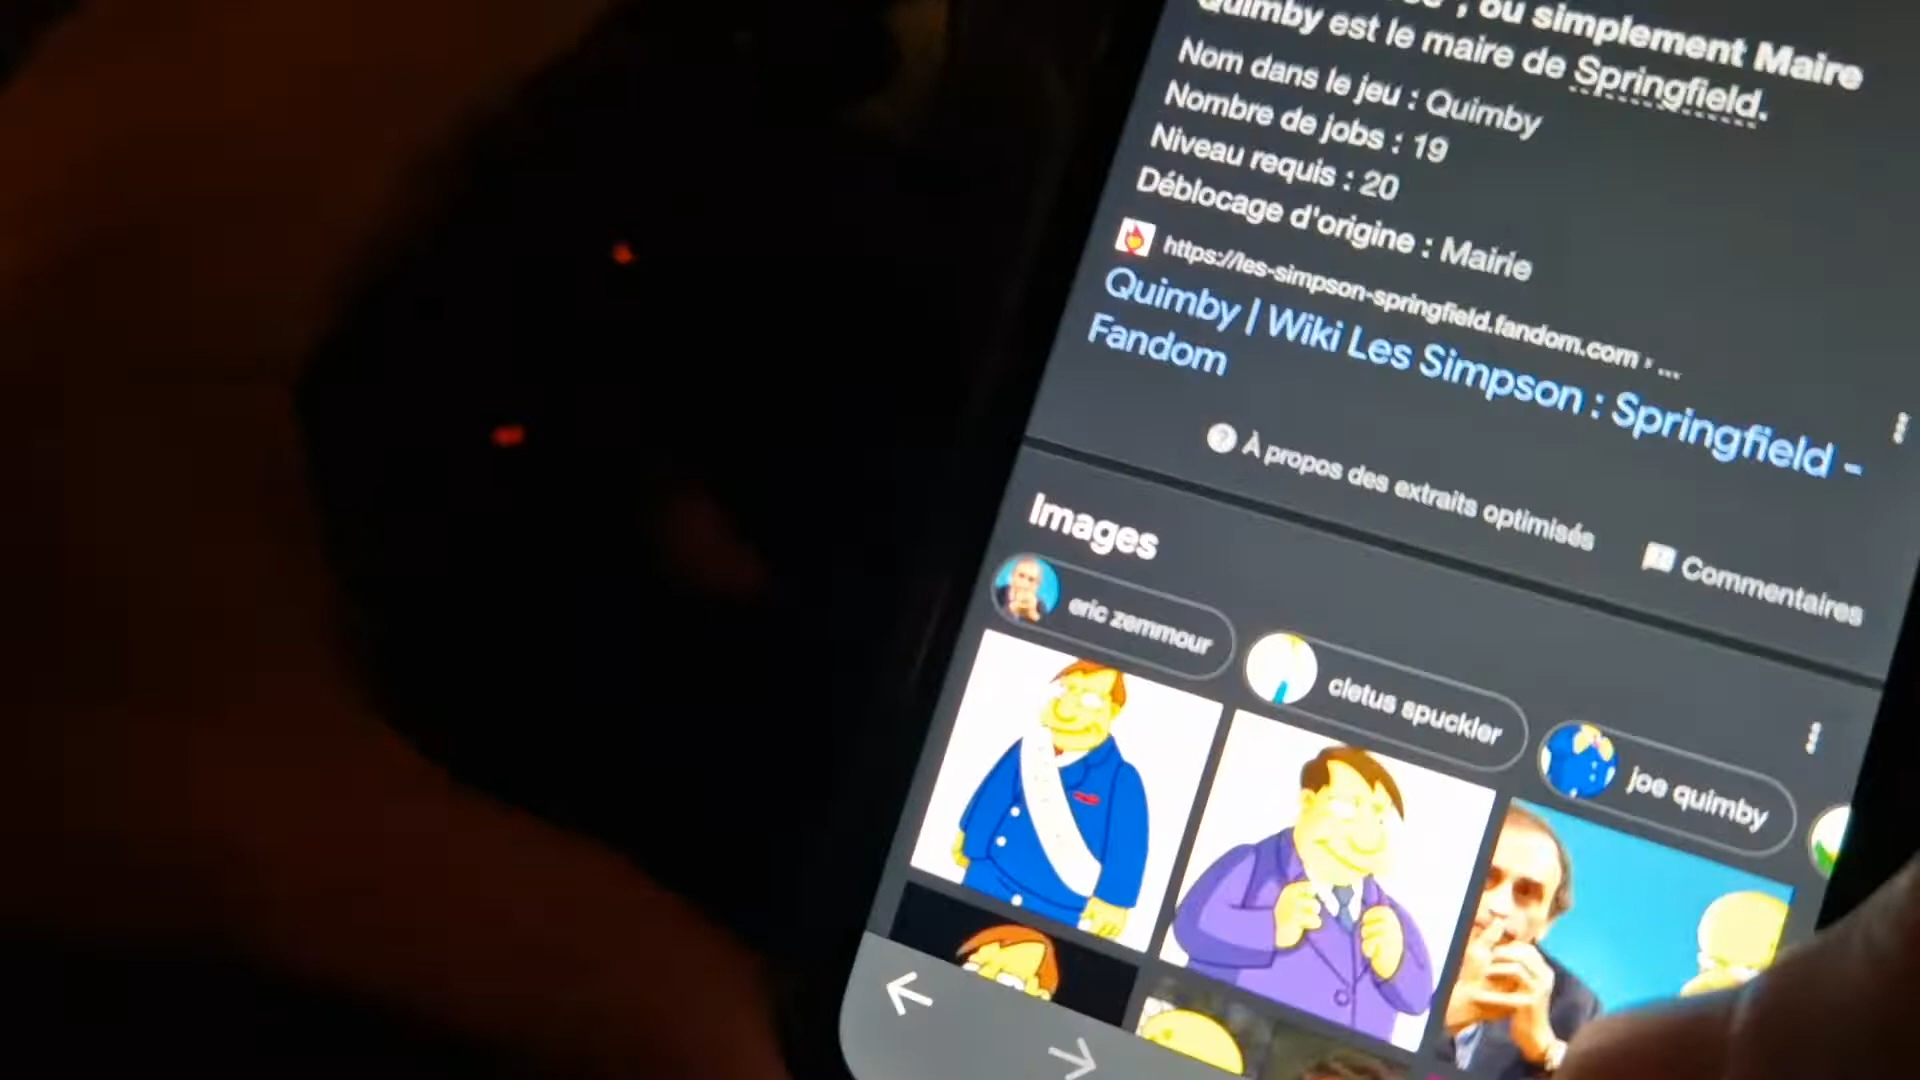 , ou simplement Maire
Quimby est le maire de Springfield.
Nom dans le jeu : Quimby
Nombre de jobs : 19
Niveau requis : 20
Déblocage d'origine : Mairie
https://les-simpson-springfield.fandom.com › ...
Quimby | Wiki Les Simpson : Springfield -
Fandom
À propos des extraits optimisés
Commentaires
Images
eric zemmour
cletus spuckler
joe quimby